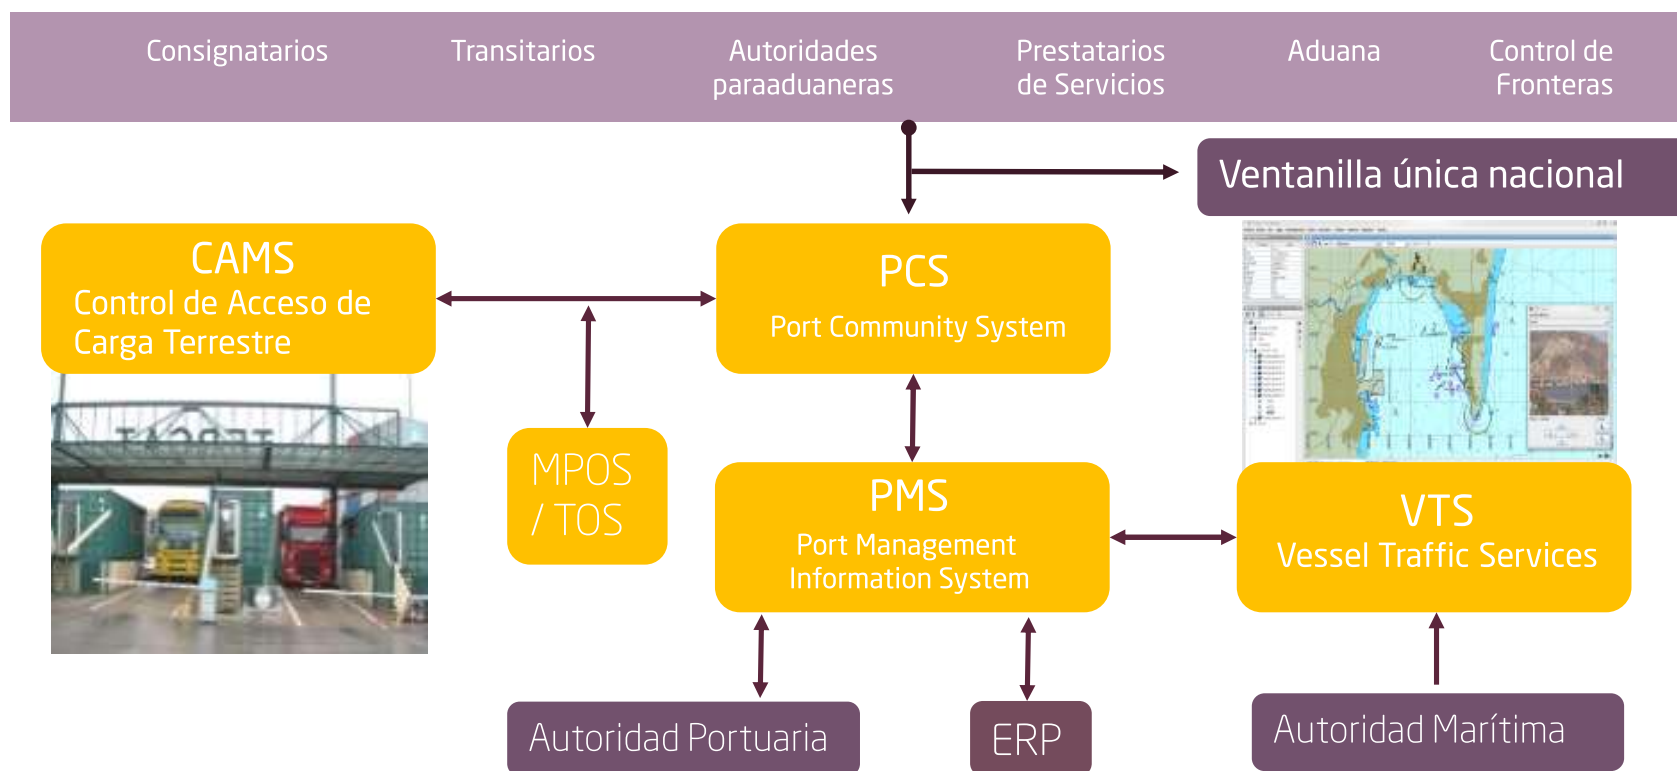 Consignatarios
Transitarios
Autoridades
paraaduaneras
Prestatarios
de Servicios
Aduana
Control de
Fronteras
Ventanilla única nacional
CAMS
Control de Acceso de
Carga Terrestre
PCS
Port Community System
MPOS
/ TOS
PMS
Port Management
Information System
VTS
Vessel Traffic Services
Autoridad Portuaria
ERP
Autoridad Marítima